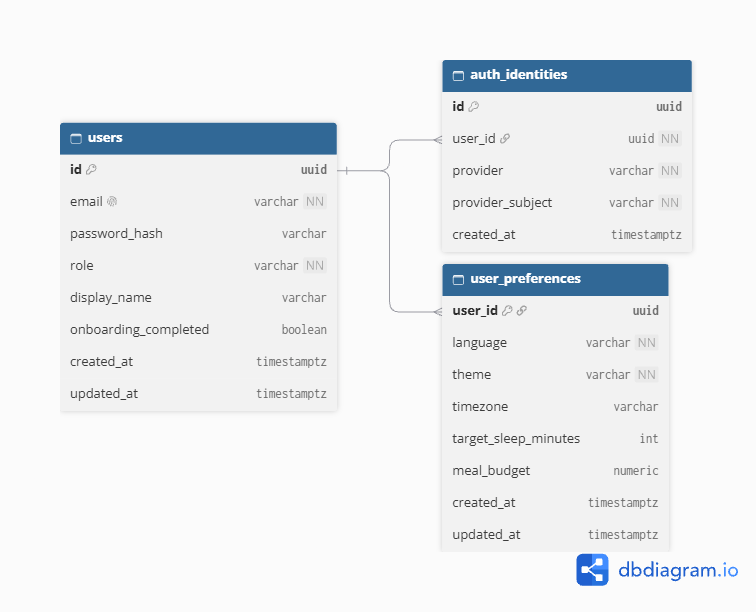 users
id uuid
email varchar NN
password_hash varchar
role varchar NN
display_name varchar
onboarding_completed boolean
created_at timestamptz
updated_at timestamptz
auth_identities
id uuid
user_id uuid NN
provider varchar NN
provider_subject varchar NN
created_at timestamptz
user_preferences
user_id uuid
language varchar NN
theme varchar NN
timezone varchar
target_sleep_minutes int
meal_budget numeric
created_at timestamptz
updated_at timestamptz
dbdiagram.io